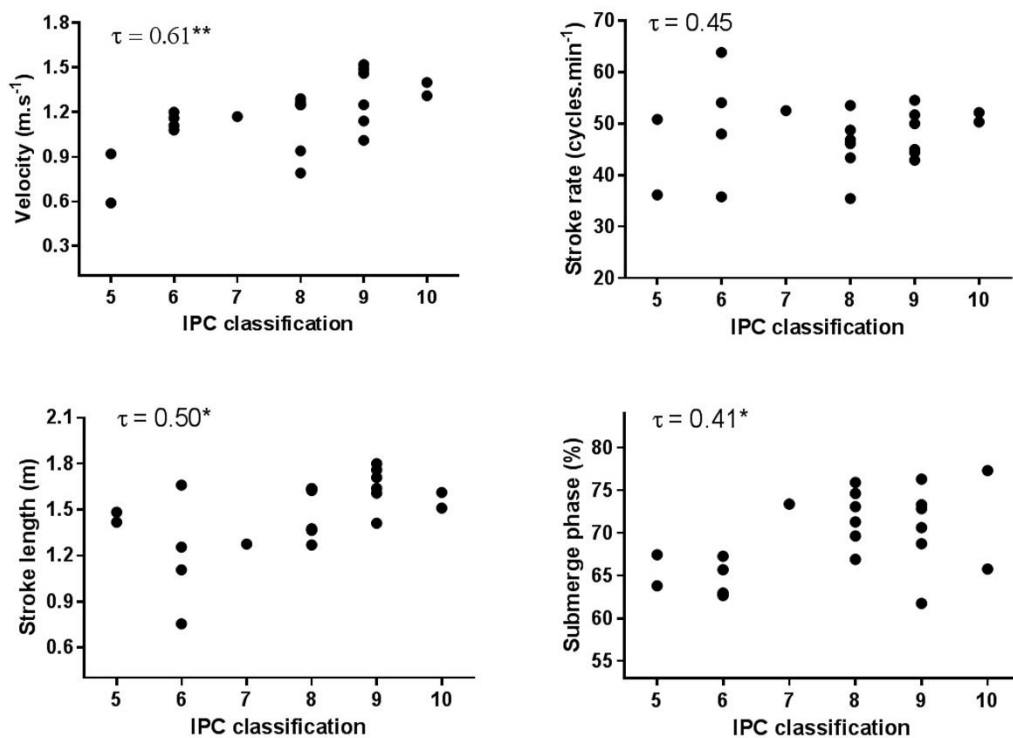 τ = 0.61**
Velocity (m.s-1)
1.8
1.5
1.2
0.9
0.6
0.3
5 6 7 8 9 10
IPC classification
τ = 0.45
Stroke rate (cycles.min-1)
70
60
50
40
30
20
5 6 7 8 9 10
IPC classification
τ = 0.50*
Stroke length (m)
2.1
1.8
1.5
1.2
0.9
0.6
5 6 7 8 9 10
IPC classification
τ = 0.41*
Submerge phase (%)
80
75
70
65
60
55
5 6 7 8 9 10
IPC classification